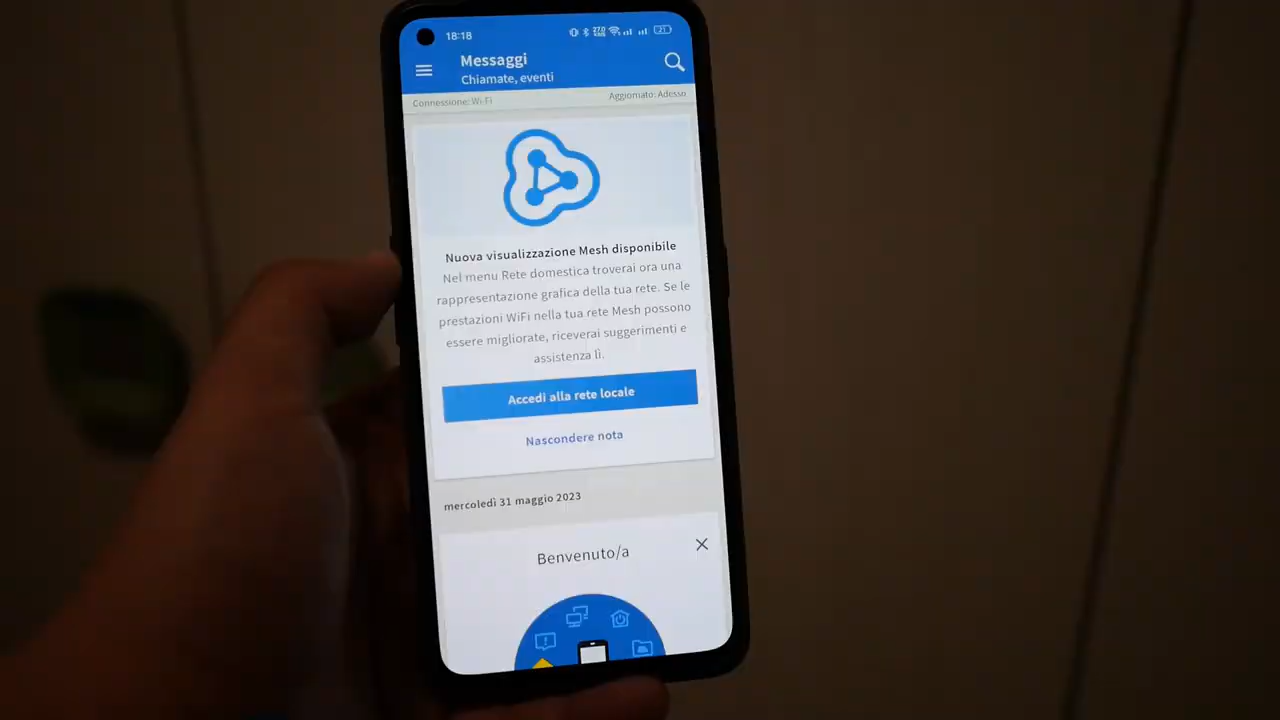 18:18
21
Messaggi
Chiamate, eventi
Connessione: Wi-Fi
Aggiornato: Adesso
Nuova visualizzazione Mesh disponibile
Nel menu Rete domestica troverai ora una
rappresentazione grafica della tua rete. Se le
prestazioni WiFi nella tua rete Mesh possono
essere migliorate, riceverai suggerimenti e
assistenza lì.
Accedi alla rete locale
Nascondere nota
mercoledì 31 maggio 2023
Benvenuto/a